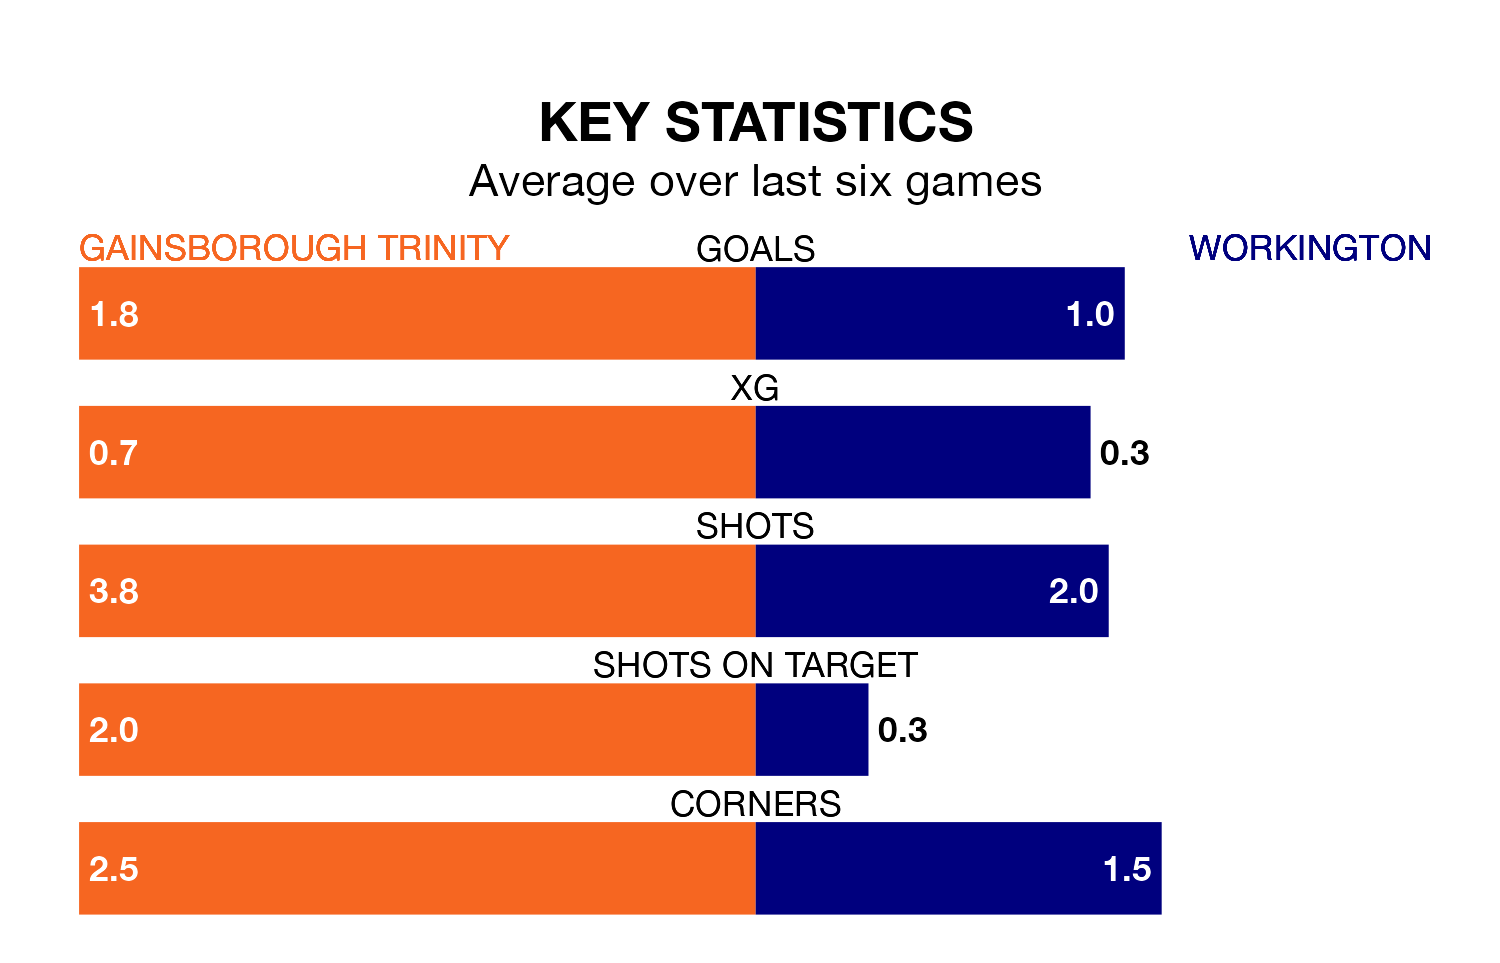 KEY STATISTICS
Average over last six games
GAINSBOROUGH TRINITY GOALS WORKINGTON
1.8 1.0
XG
0.7 0.3
SHOTS
3.8 2.0
SHOTS ON TARGET
2.0 0.3
CORNERS
2.5 1.5